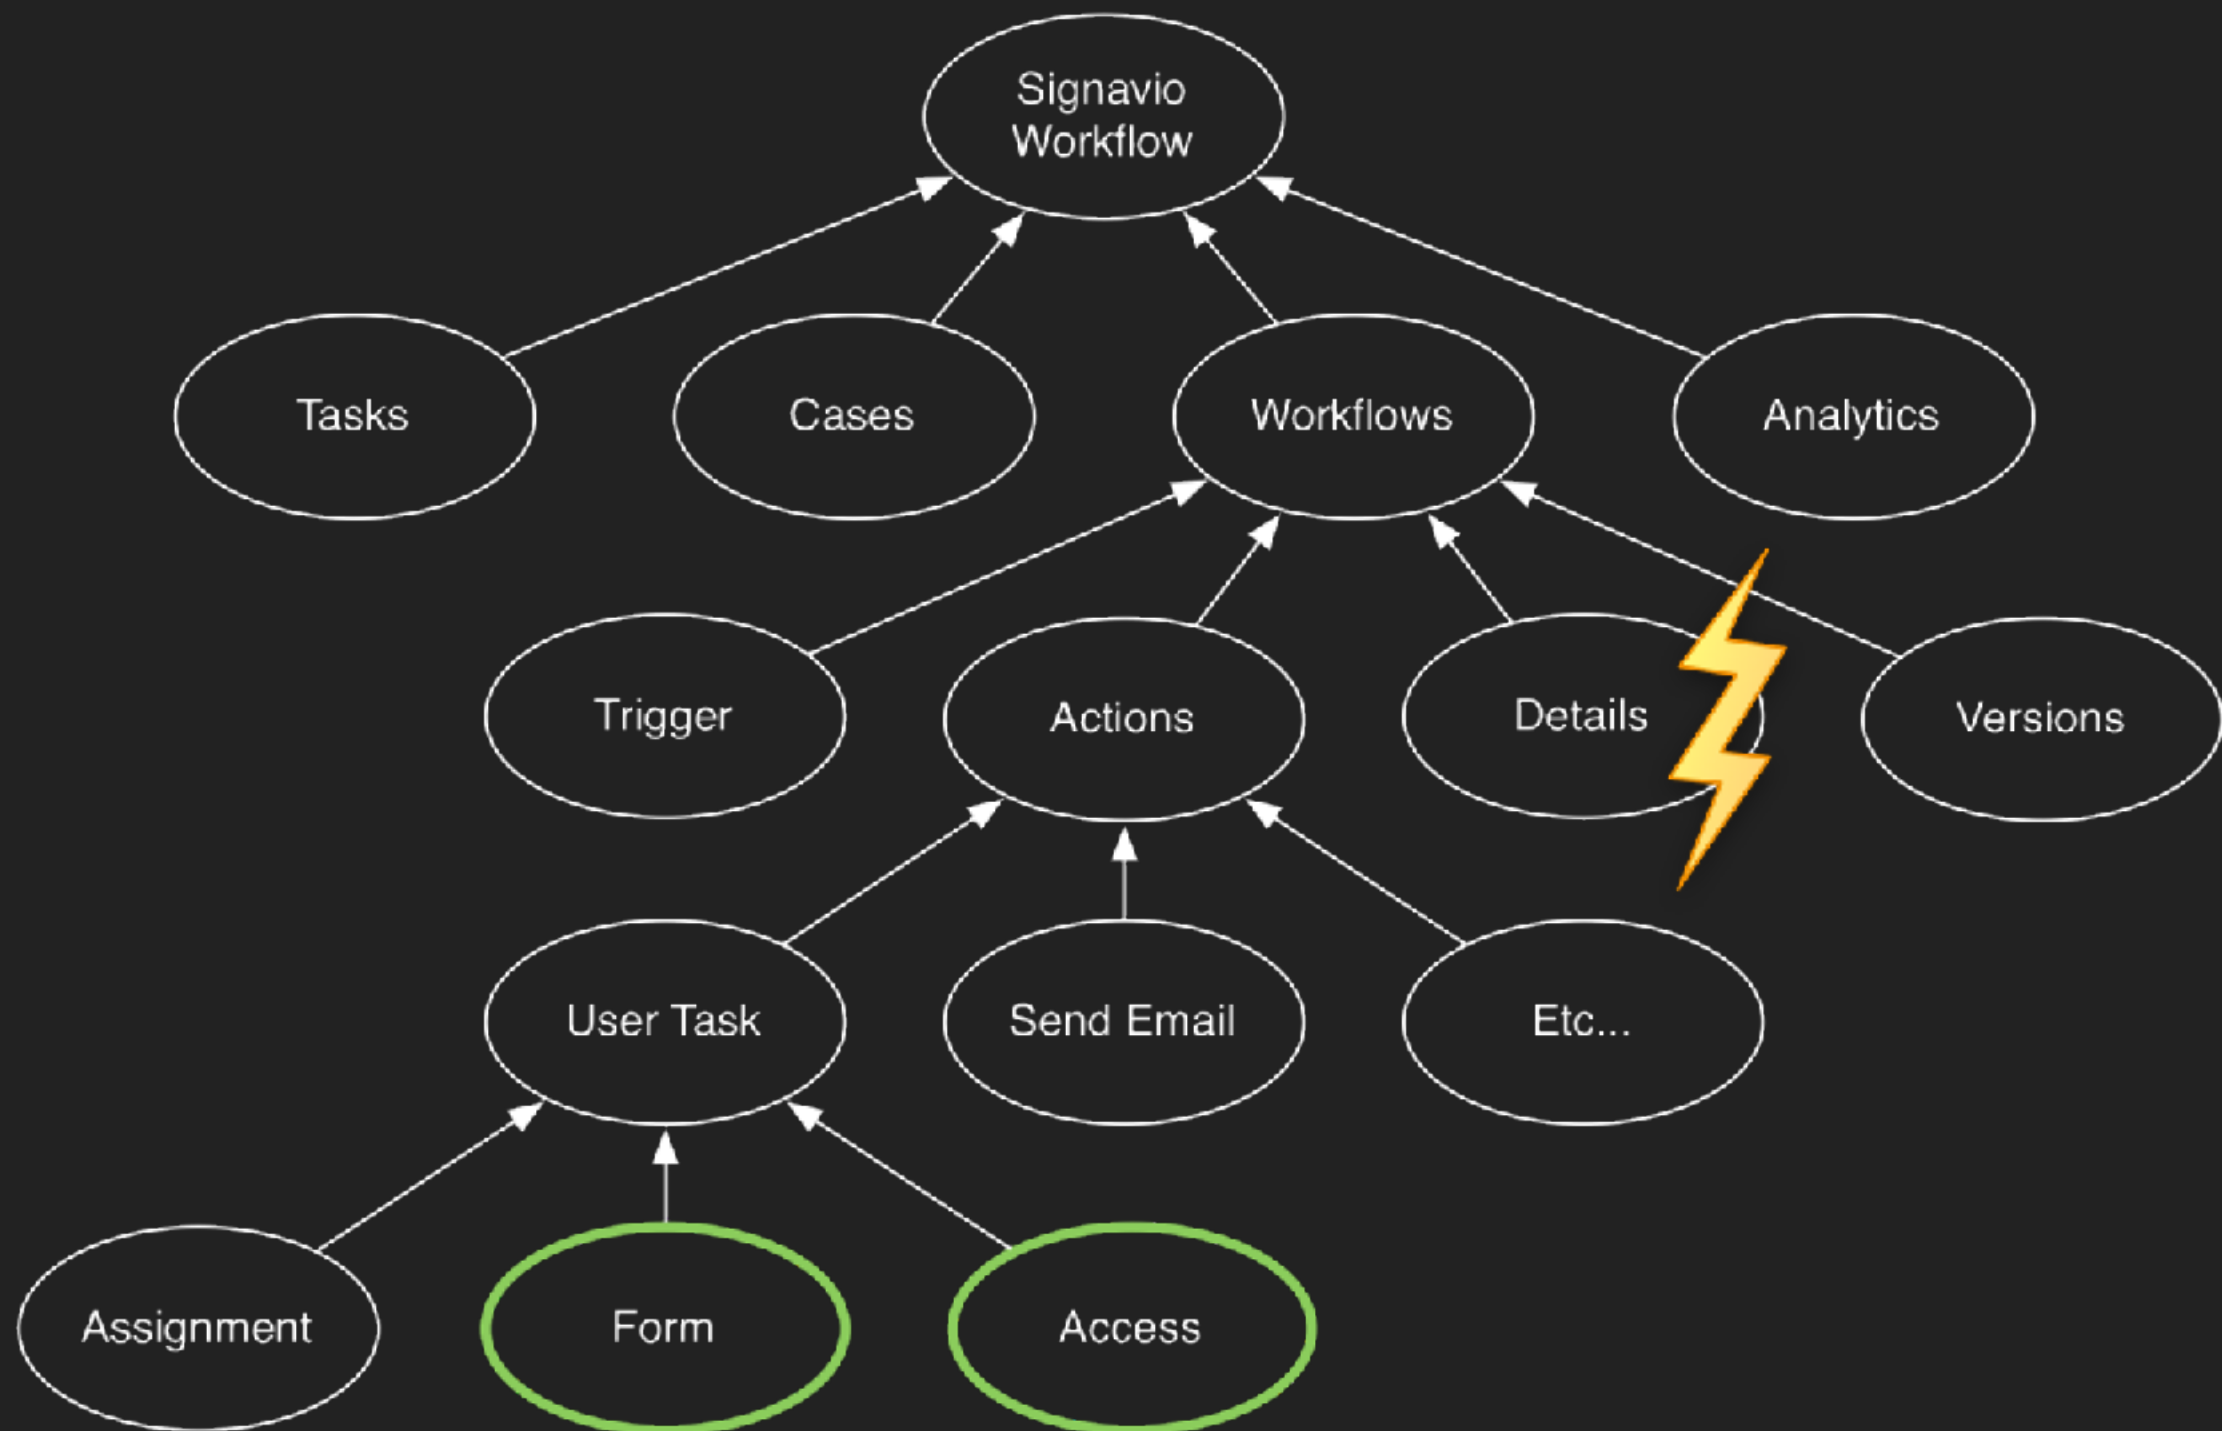 Signavio
Workflow
Tasks
Cases
Workflows
Analytics
Trigger
Actions
Details
Versions
User Task
Send Email
Etc...
Assignment
Form
Access